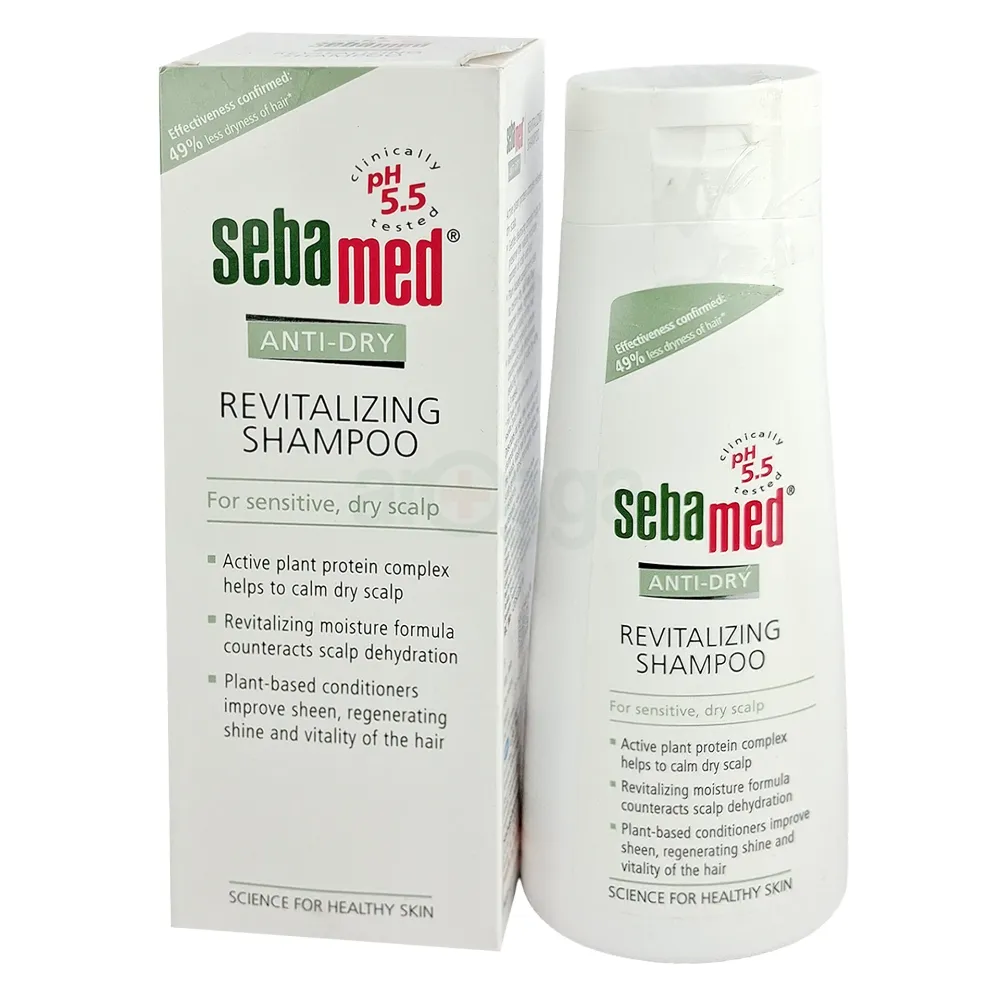 sebamed
REVITALIZING
SHAMPOO
Effectiveness confirmed:
49% less dryness of hair*
clinically
pH
5.5
tested
sebamed®
ANTI-DRY
REVITALIZING
SHAMPOO
For sensitive, dry scalp
▪ Active plant protein complex
helps to calm dry scalp
▪ Revitalizing moisture formula
counteracts scalp dehydration
▪ Plant-based conditioners
improve sheen, regenerating
shine and vitality of the hair
SCIENCE FOR HEALTHY SKIN
Effectiveness confirmed:
49% less dryness of hair*
clinically
pH
5.5
tested
sebamed®
ANTI-DRY
REVITALIZING
SHAMPOO
For sensitive, dry scalp
▪ Active plant protein complex
helps to calm dry scalp
▪ Revitalizing moisture formula
counteracts scalp dehydration
▪ Plant-based conditioners improve
sheen, regenerating shine and
vitality of the hair
SCIENCE FOR HEALTHY SKIN